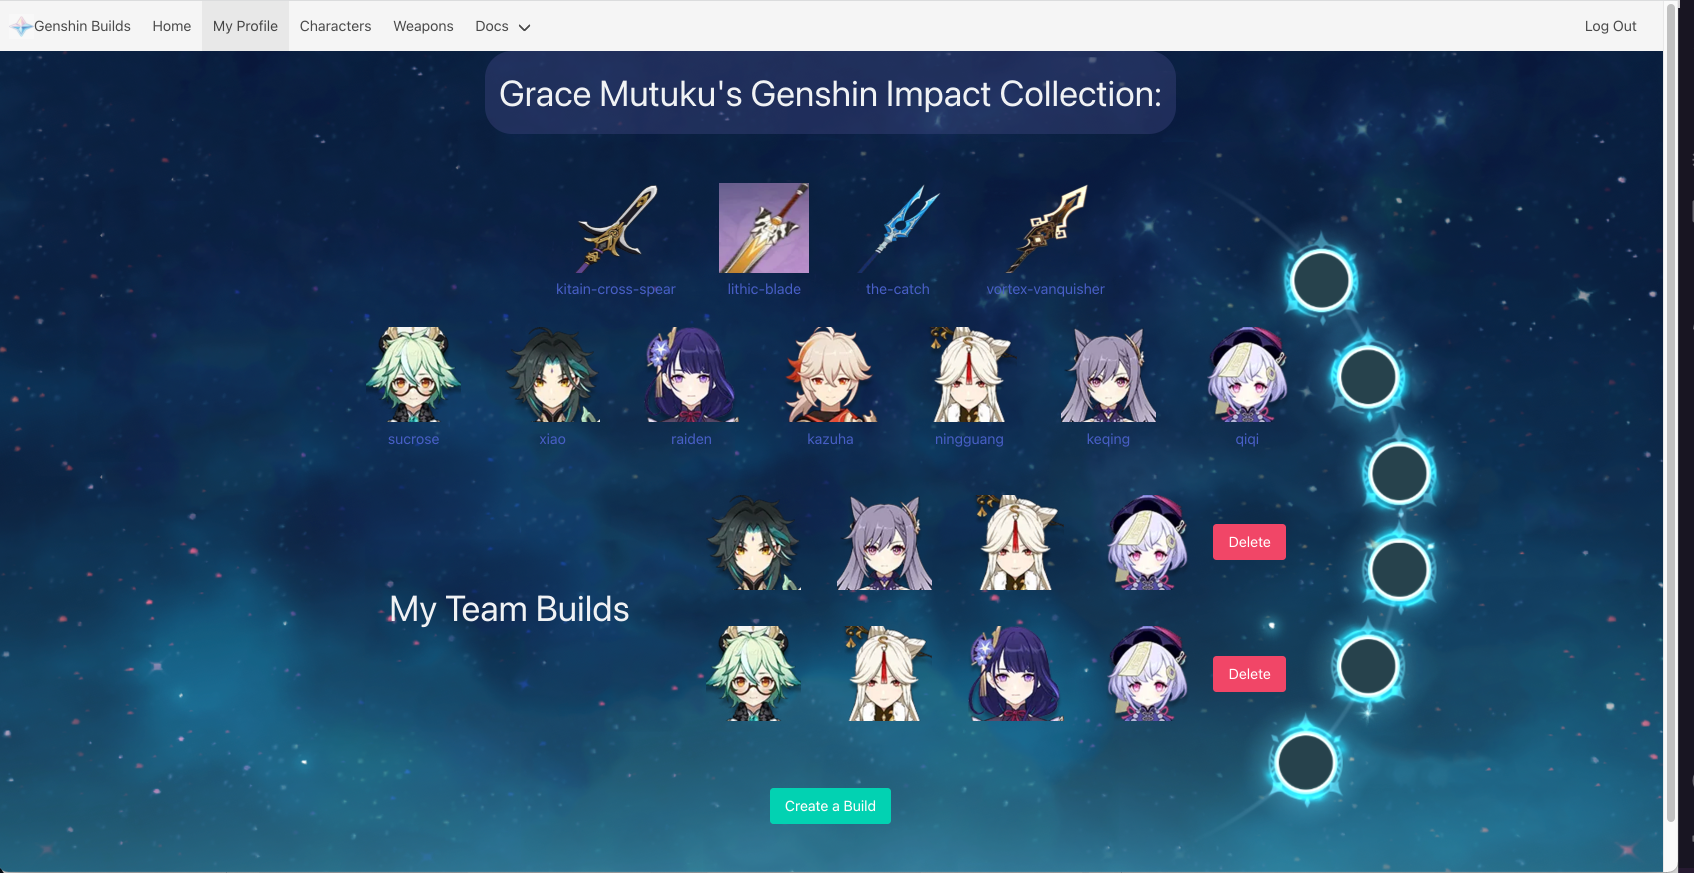 Genshin Builds Home My Profile Characters Weapons Docs Log Out
Grace Mutuku's Genshin Impact Collection:
kitain-cross-spear lithic-blade the-catch vortex-vanquisher
sucrose xiao raiden kazuha ningguang keqing qiqi
Delete
My Team Builds
Delete
Create a Build